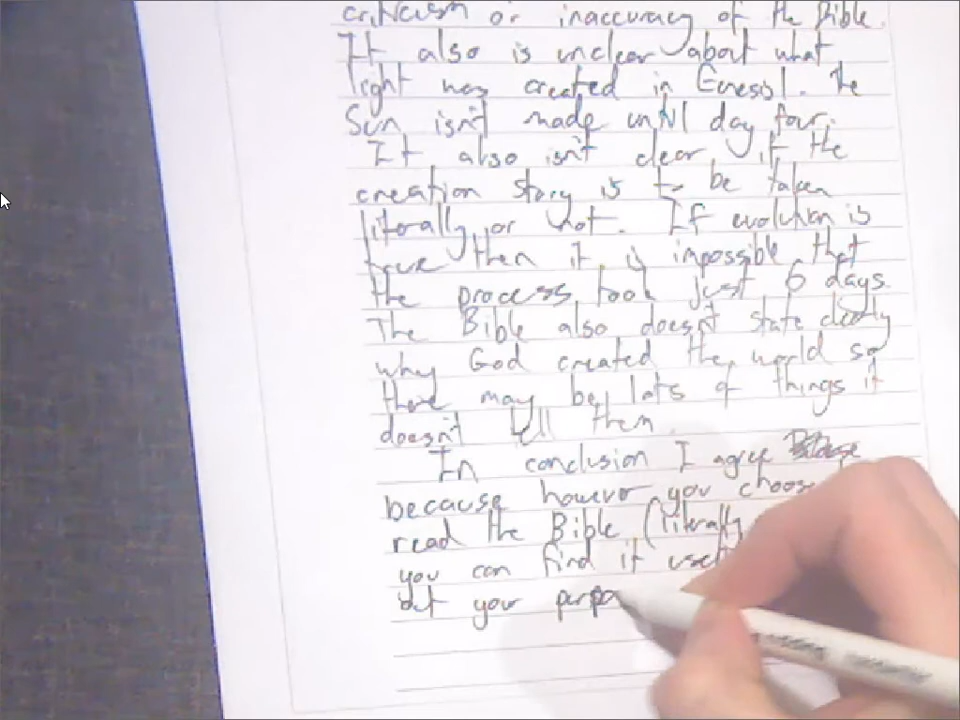 criticism or inaccuracy of the Bible.
It also is unclear about what
light was created in Genesis 1. The
Sun isn't made until day four.
It also isn't clear if the
creation story is to be taken
literally or not. If evolution is
true then it is impossible that
the process took just 6 days.
The Bible also doesn't state clearly
why God created the world so
there may be lots of things it
doesn't tell them.
In conclusion I agree
because however you choose
read the Bible (literally
you can find it
out your purpo